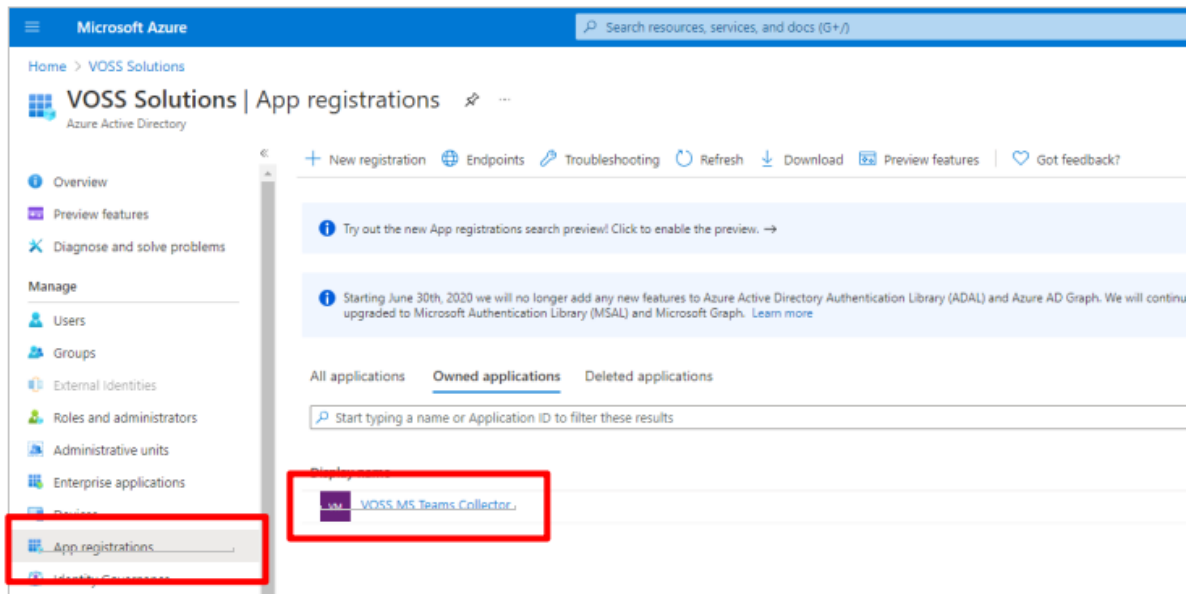 Microsoft Azure
Search resources, services, and docs (G+/)
Home > VOSS Solutions
VOSS Solutions | App registrations
Azure Active Directory
New registration Endpoints Troubleshooting Refresh Download Preview features Got feedback?
Overview
Preview features
Diagnose and solve problems
Manage
Users
Groups
External Identities
Roles and administrators
Administrative units
Enterprise applications
Devices
App registrations
Identity Governance
Try out the new App registrations search preview! Click to enable the preview. →
Starting June 30th, 2020 we will no longer add any new features to Azure Active Directory Authentication Library (ADAL) and Azure AD Graph. We will continu
upgraded to Microsoft Authentication Library (MSAL) and Microsoft Graph. Learn more
All applications Owned applications Deleted applications
Start typing a name or Application ID to filter these results
Display name
VM VOSS MS Teams Collector